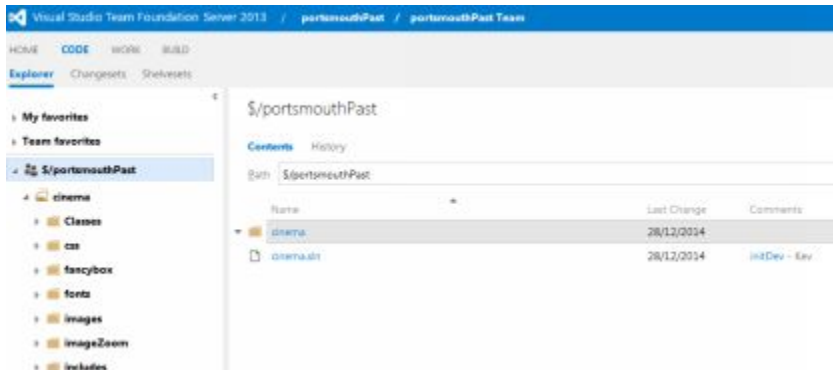 Visual Studio Team Foundation Server 2013 / portsmouthPast / portsmouthPast Team
HOME CODE WORK BUILD
Explorer Changesets Shelvesets
My favorites
Team favorites
$/portsmouthPast
cinema
Classes
css
fancybox
fonts
images
imageZoom
includes
$/portsmouthPast
Contents History
Path $/portsmouthPast
Name Last Change Comments
cinema 28/12/2014
cinema.sln 28/12/2014 initDev - Kev